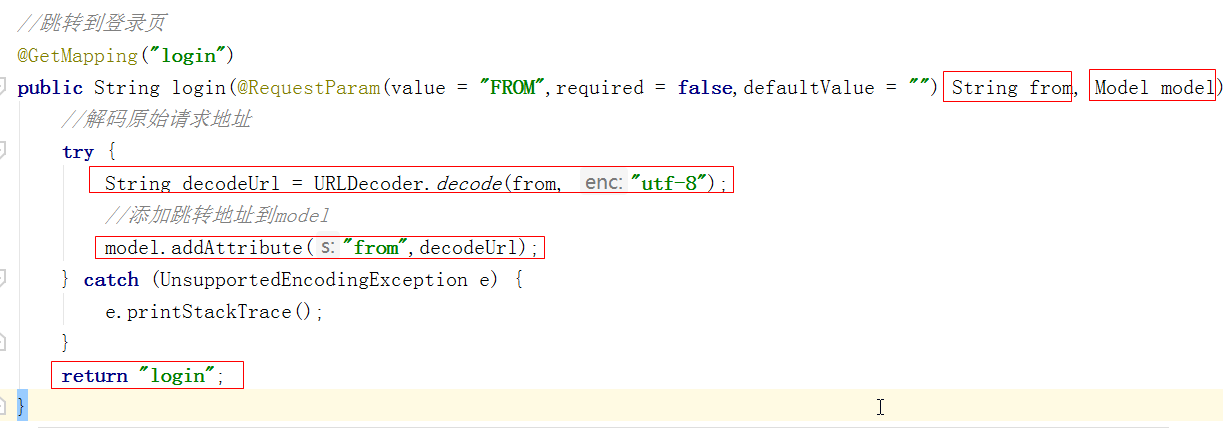 //跳转到登录页
@GetMapping("login")
public String login(@RequestParam(value = "FROM",required = false,defaultValue = "") String from, Model model)
//解码原始请求地址
try {
String decodeUrl = URLDecoder.decode(from, enc: "utf-8");
//添加跳转地址到model
model.addAttribute( s: "from",decodeUrl);
} catch (UnsupportedEncodingException e) {
e.printStackTrace();
}
return "login";
}